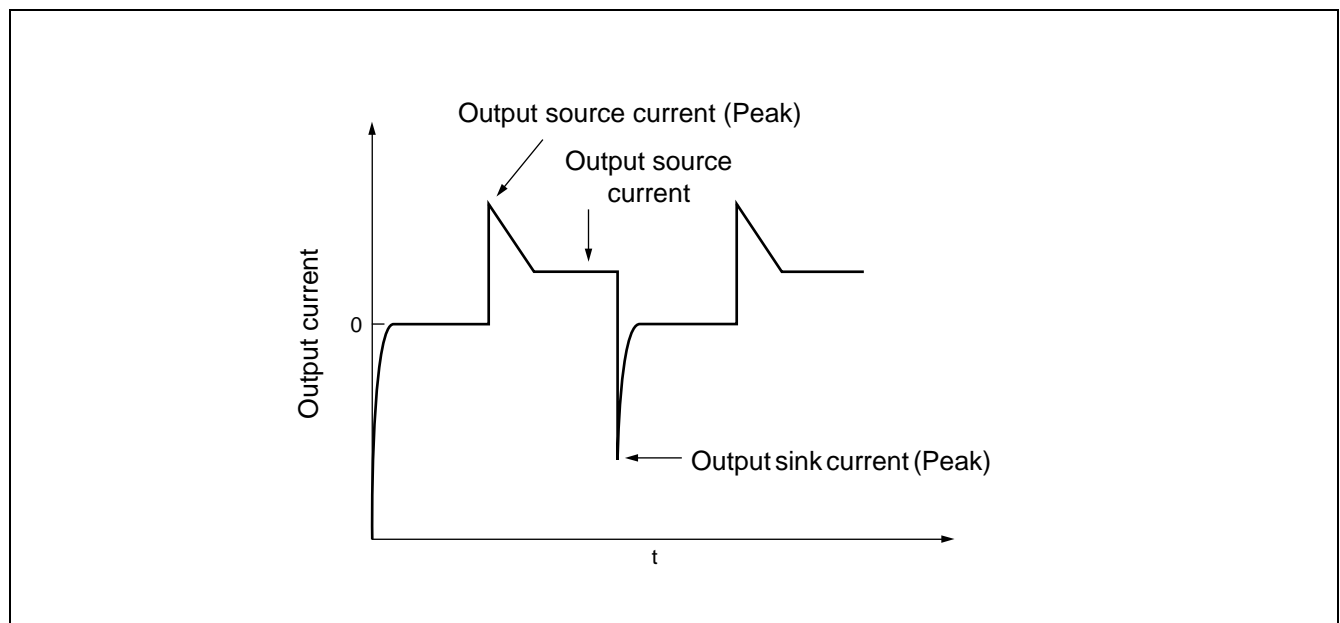 Output source current (Peak)
Output source
current
Output current
0
Output sink current (Peak)
t